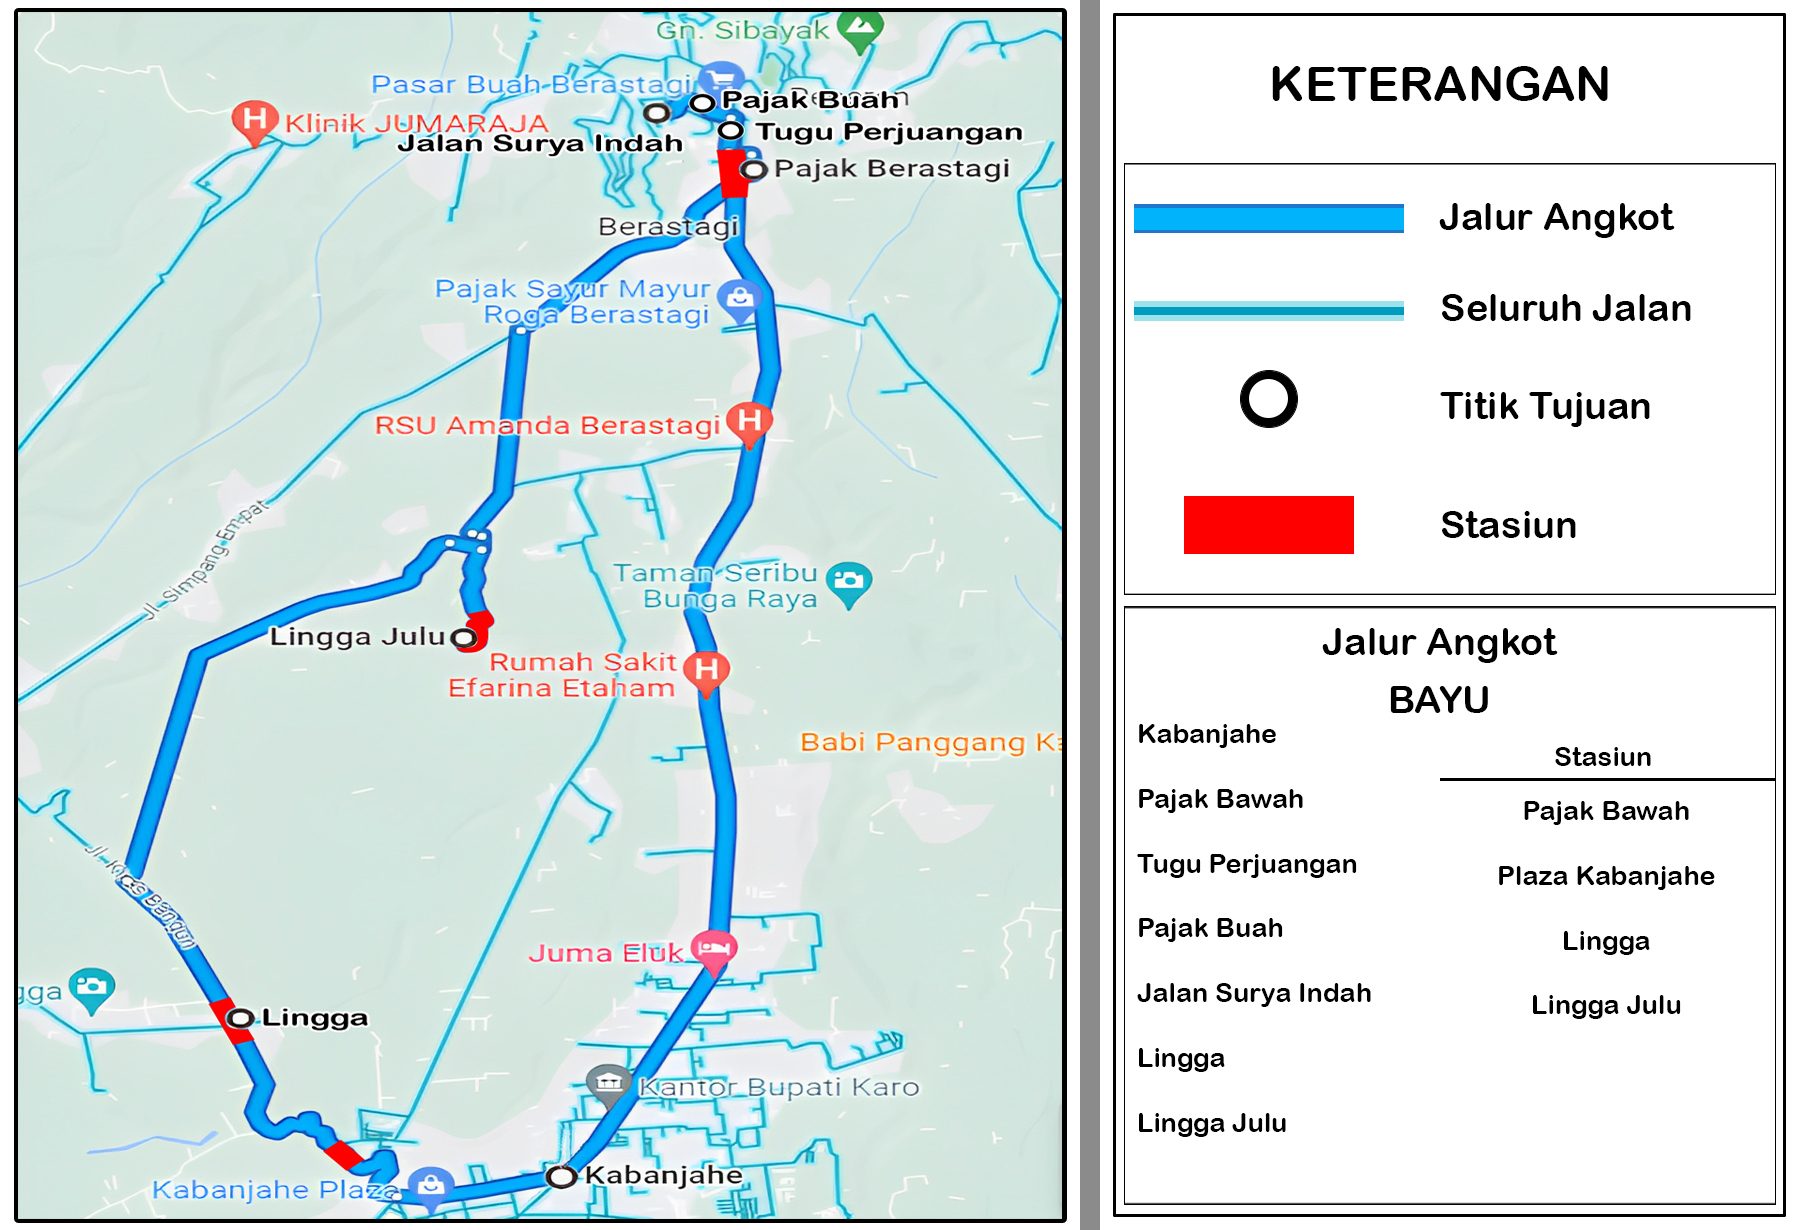 Gn. Sibayak
Pasar Buah Berastagi
Pajak Buah
Klinik JUMARAJA
Tugu Perjuangan
Jalan Surya Indah
Pajak Berastagi
Berastagi
Pajak Sayur Mayur
Roga Berastagi
RSU Amanda Berastagi
Jl. Simpang Empat
Taman Seribu
Bunga Raya
Lingga Julu
Rumah Sakit
Efarina Etaham
Babi Panggang Ka
Juma Eluk
gga
Lingga
Kantor Bupati Karo
Kabanjahe
Kabanjahe Plaza
KETERANGAN
Jalur Angkot
Seluruh Jalan
Titik Tujuan
Stasiun
Jalur Angkot
BAYU
Kabanjahe
Pajak Bawah
Tugu Perjuangan
Pajak Buah
Jalan Surya Indah
Lingga
Lingga Julu
Stasiun
Pajak Bawah
Plaza Kabanjahe
Lingga
Lingga Julu